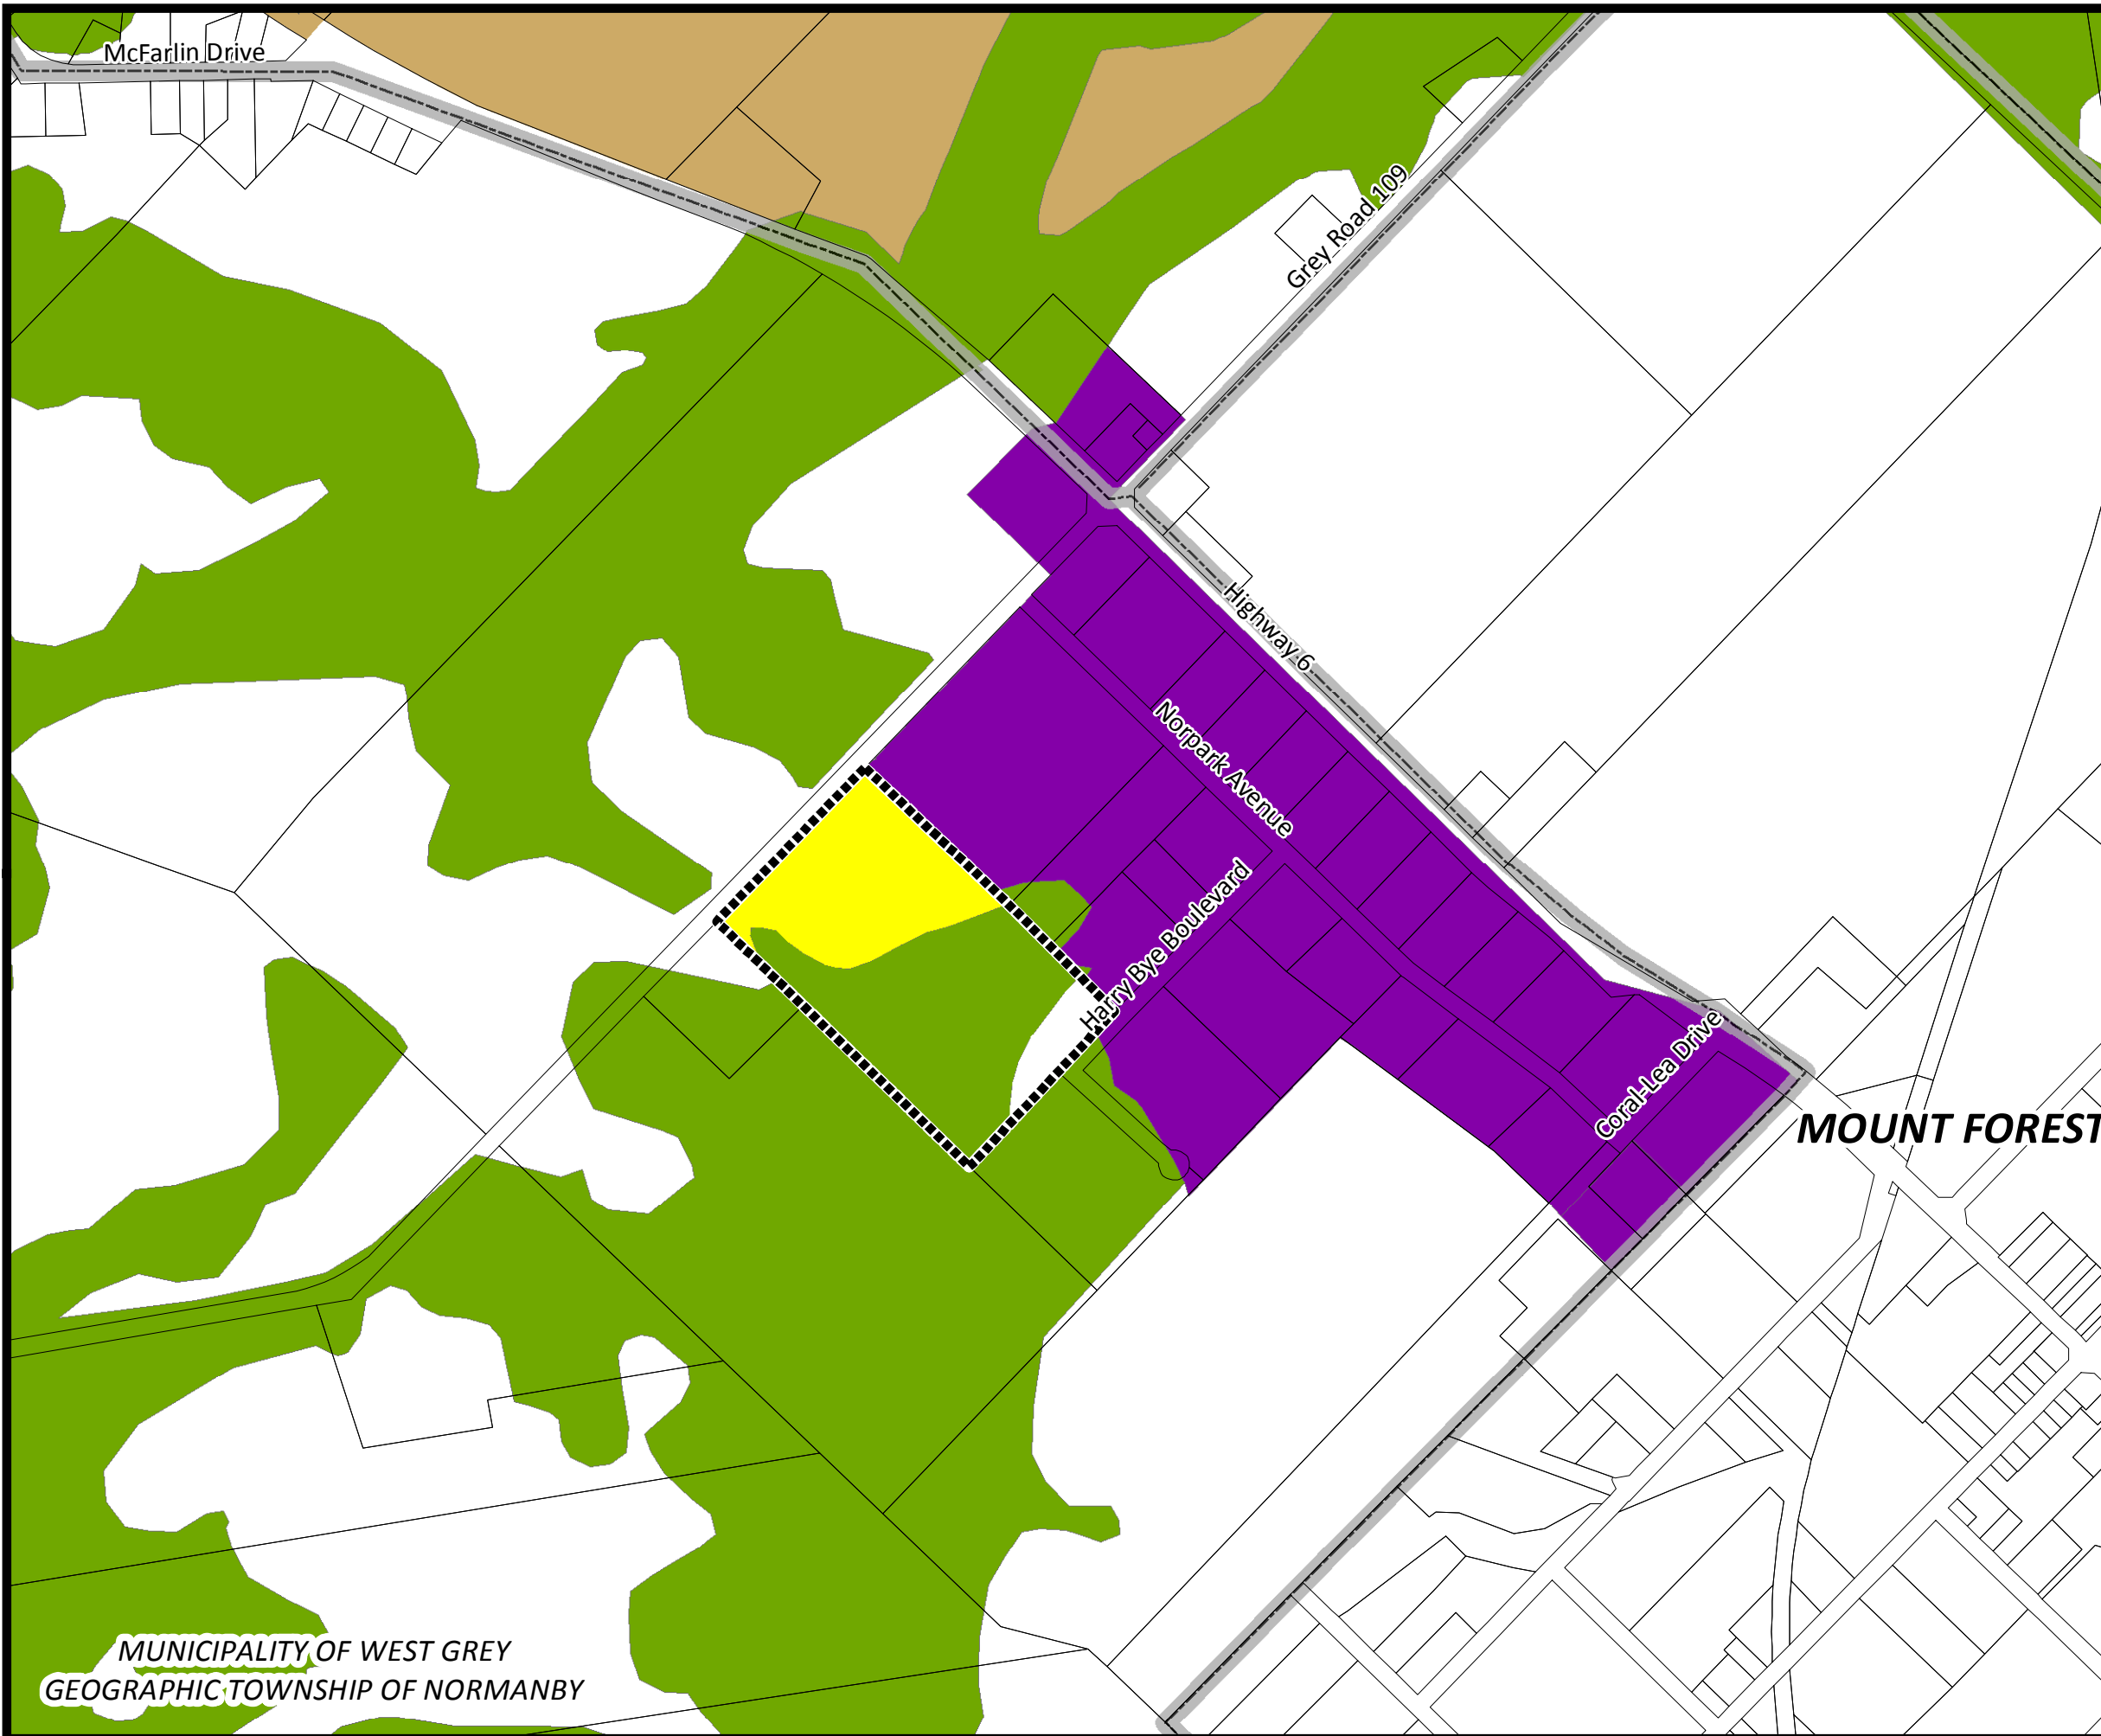 McFarlin Drive
Grey Road 109
Highway 6
Norpark Avenue
Harry Bye Boulevard
Coral-Lea Drive
MOUNT FOREST
MUNICIPALITY OF WEST GREY
GEOGRAPHIC TOWNSHIP OF NORMANBY